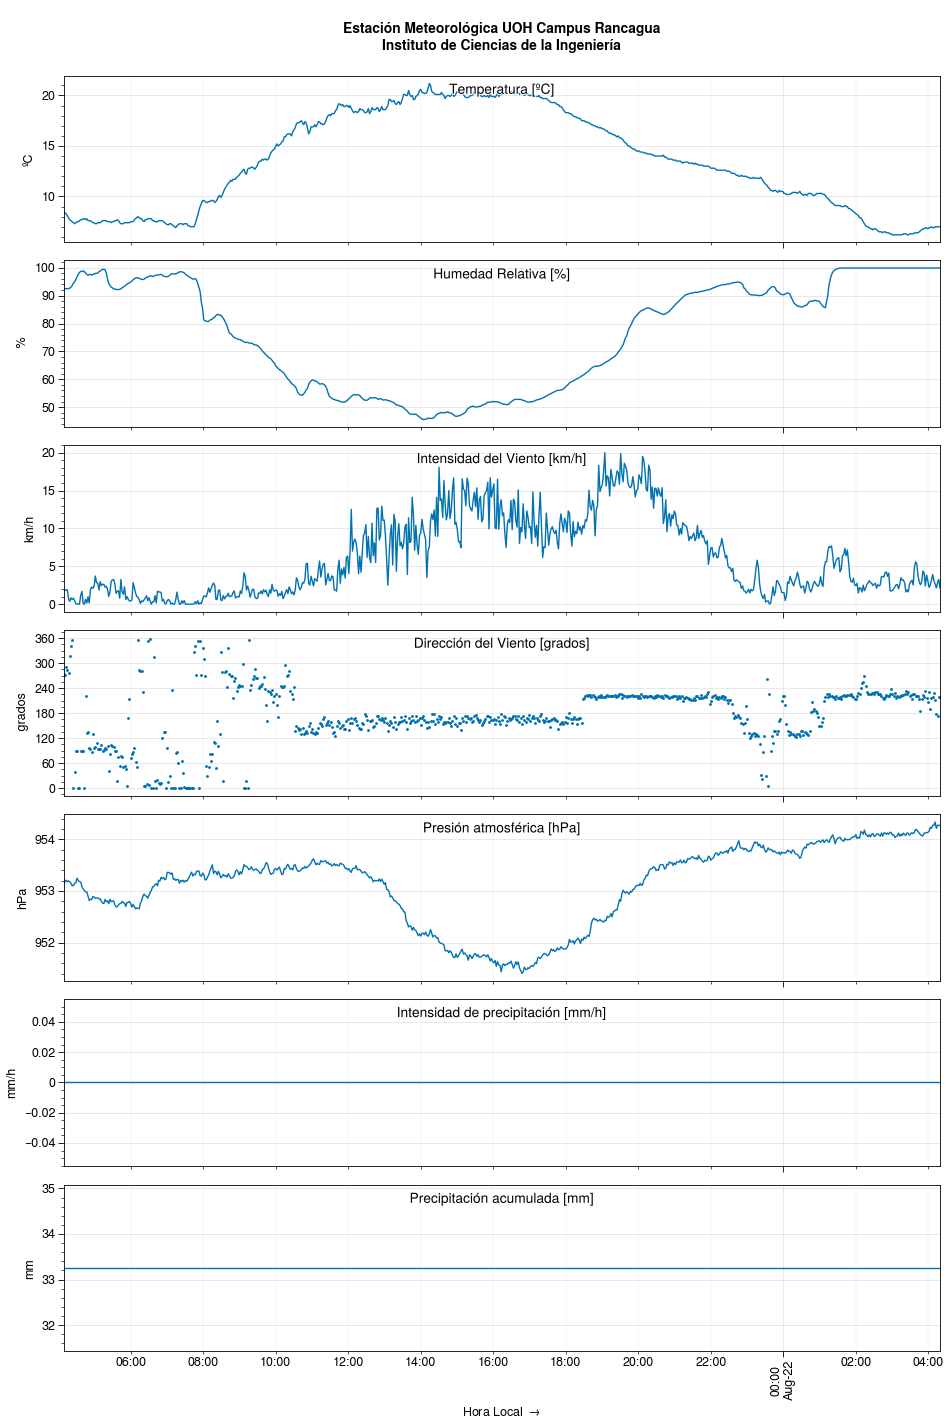 Estación Meteorológica UOH Campus Rancagua
Instituto de Ciencias de la Ingeniería
Temperatura [ºC]
ºC
20
15
10
Humedad Relativa [%]
%
100
90
80
70
60
50
Intensidad del Viento [km/h]
km/h
20
15
10
5
0
Dirección del Viento [grados]
grados
360
300
240
180
120
60
0
Presión atmosférica [hPa]
hPa
954
953
952
Intensidad de precipitación [mm/h]
mm/h
0.04
0.02
0
−0.02
−0.04
Precipitación acumulada [mm]
mm
35
34
33
32
06:00 08:00 10:00 12:00 14:00 16:00 18:00 20:00 22:00 00:00 02:00 04:00
Aug-22
Hora Local →